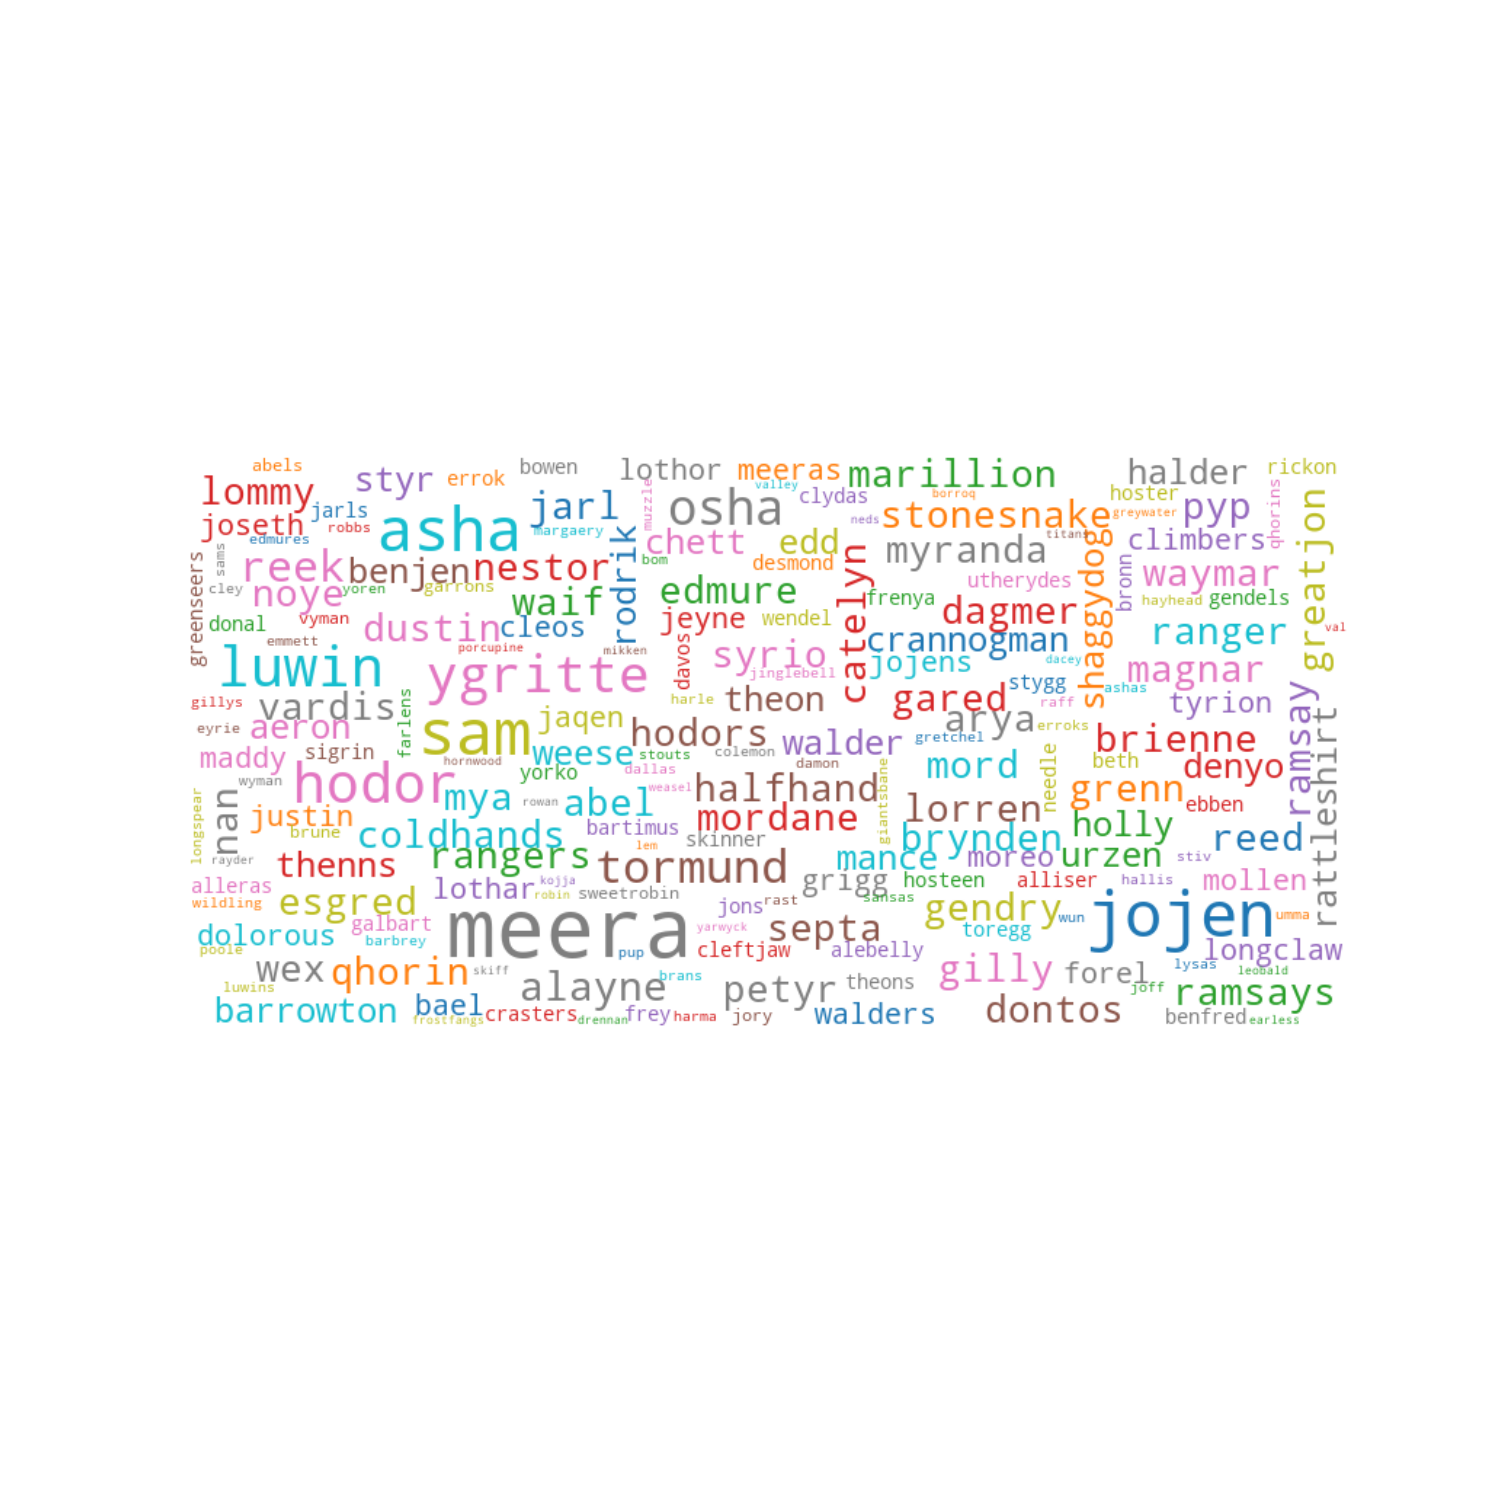 abels
styr
errok
bowen
lothor
meeras
marillion
halder
rickon
lommy
jarls
jarl
muzzle
osha
valley
clydas
borroq
hoster
pyp
qhorins
greatjon
joseth
robbs
asha
margaery
neds
stonesnake
greywater
edmures
rodrik
chett
edd
titans
climbers
sams
reek
benjen
nestor
bom
desmond
catelyn
myranda
shaggydog
bronn
waymar
greenseers
cley
noye
yoren
garrons
waif
edmure
frenya
utherydes
hayhead
gendels
donal
vyman
dustin
cleos
jeyne
wendel
dagmer
val
emmett
porcupine
mikken
davos
syrio
crannogman
ranger
luwin
ygritte
jinglebell
jojens
dacey
magnar
gillys
vardis
farlens
harle
theon
gared
stygg
raff
ashas
tyrion
ramsay
eyrie
aeron
sam
jaqen
hodors
walder
gretchel
arya
erroks
brienne
rattleshirt
maddy
sigrin
hornwood
weese
stouts
colemon
damon
mord
needle
beth
denyo
wyman
hodor
yorko
dallas
weasel
halfhand
giantsbane
grenn
ebben
longspear
nan
justin
mya
rowan
abel
mordane
lorren
brune
coldhands
bartimus
skinner
brynden
holly
reed
rayder
thenns
rangers
lem
tormund
mance
moreo
urzen
stiv
alleras
lothar
kojja
robin
sweetrobin
grigg
hosteen
alliser
hallis
mollen
wildling
esgred
jons
rast
sansas
gendry
wun
jojen
umma
dolorous
galbart
meera
yarwyck
septa
toregg
poole
barbrey
pup
cleftjaw
alebelly
longclaw
wex
qhorin
skiff
brans
gilly
forel
lysas
leobald
luwins
alayne
petyr
theons
joff
ramsays
barrowton
bael
frostfangs
crasters
drennan
frey
harma
jory
walders
dontos
benfred
earless